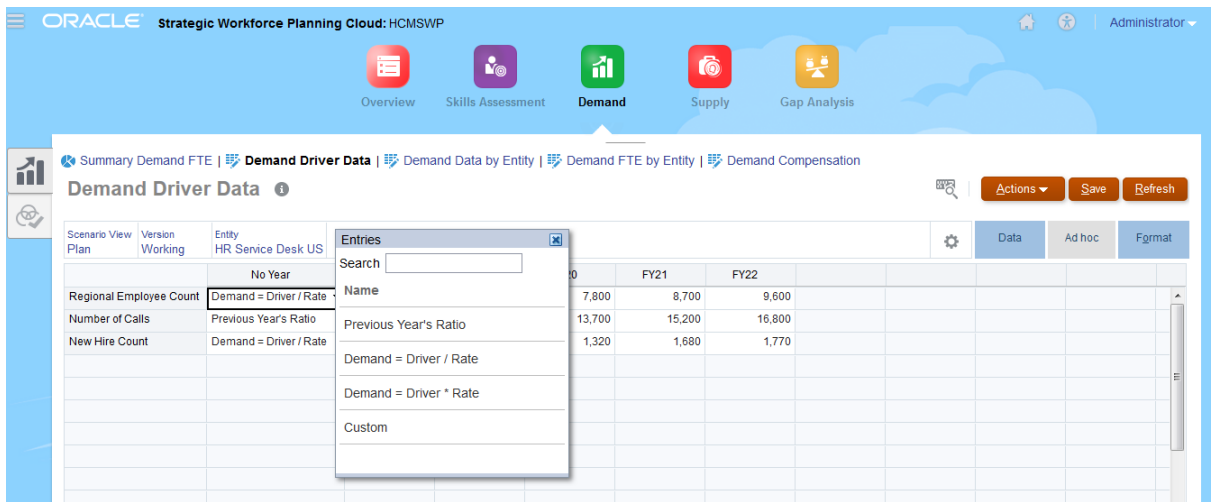 ORACLE Strategic Workforce Planning Cloud: HCMSWP Administrator
Overview Skills Assessment Demand Supply Gap Analysis
Summary Demand FTE | Demand Driver Data | Demand Data by Entity | Demand FTE by Entity | Demand Compensation
Demand Driver Data Actions Save Refresh
Scenario View Version Entity
Plan Working HR Service Desk US
Data Ad hoc Format
Entries
Search
Name
Previous Year's Ratio
Demand = Driver / Rate
Demand = Driver * Rate
Custom
No Year FY21 FY22
Regional Employee Count Demand = Driver / Rate 7,800 8,700 9,600
Number of Calls Previous Year's Ratio 13,700 15,200 16,800
New Hire Count Demand = Driver / Rate 1,320 1,680 1,770